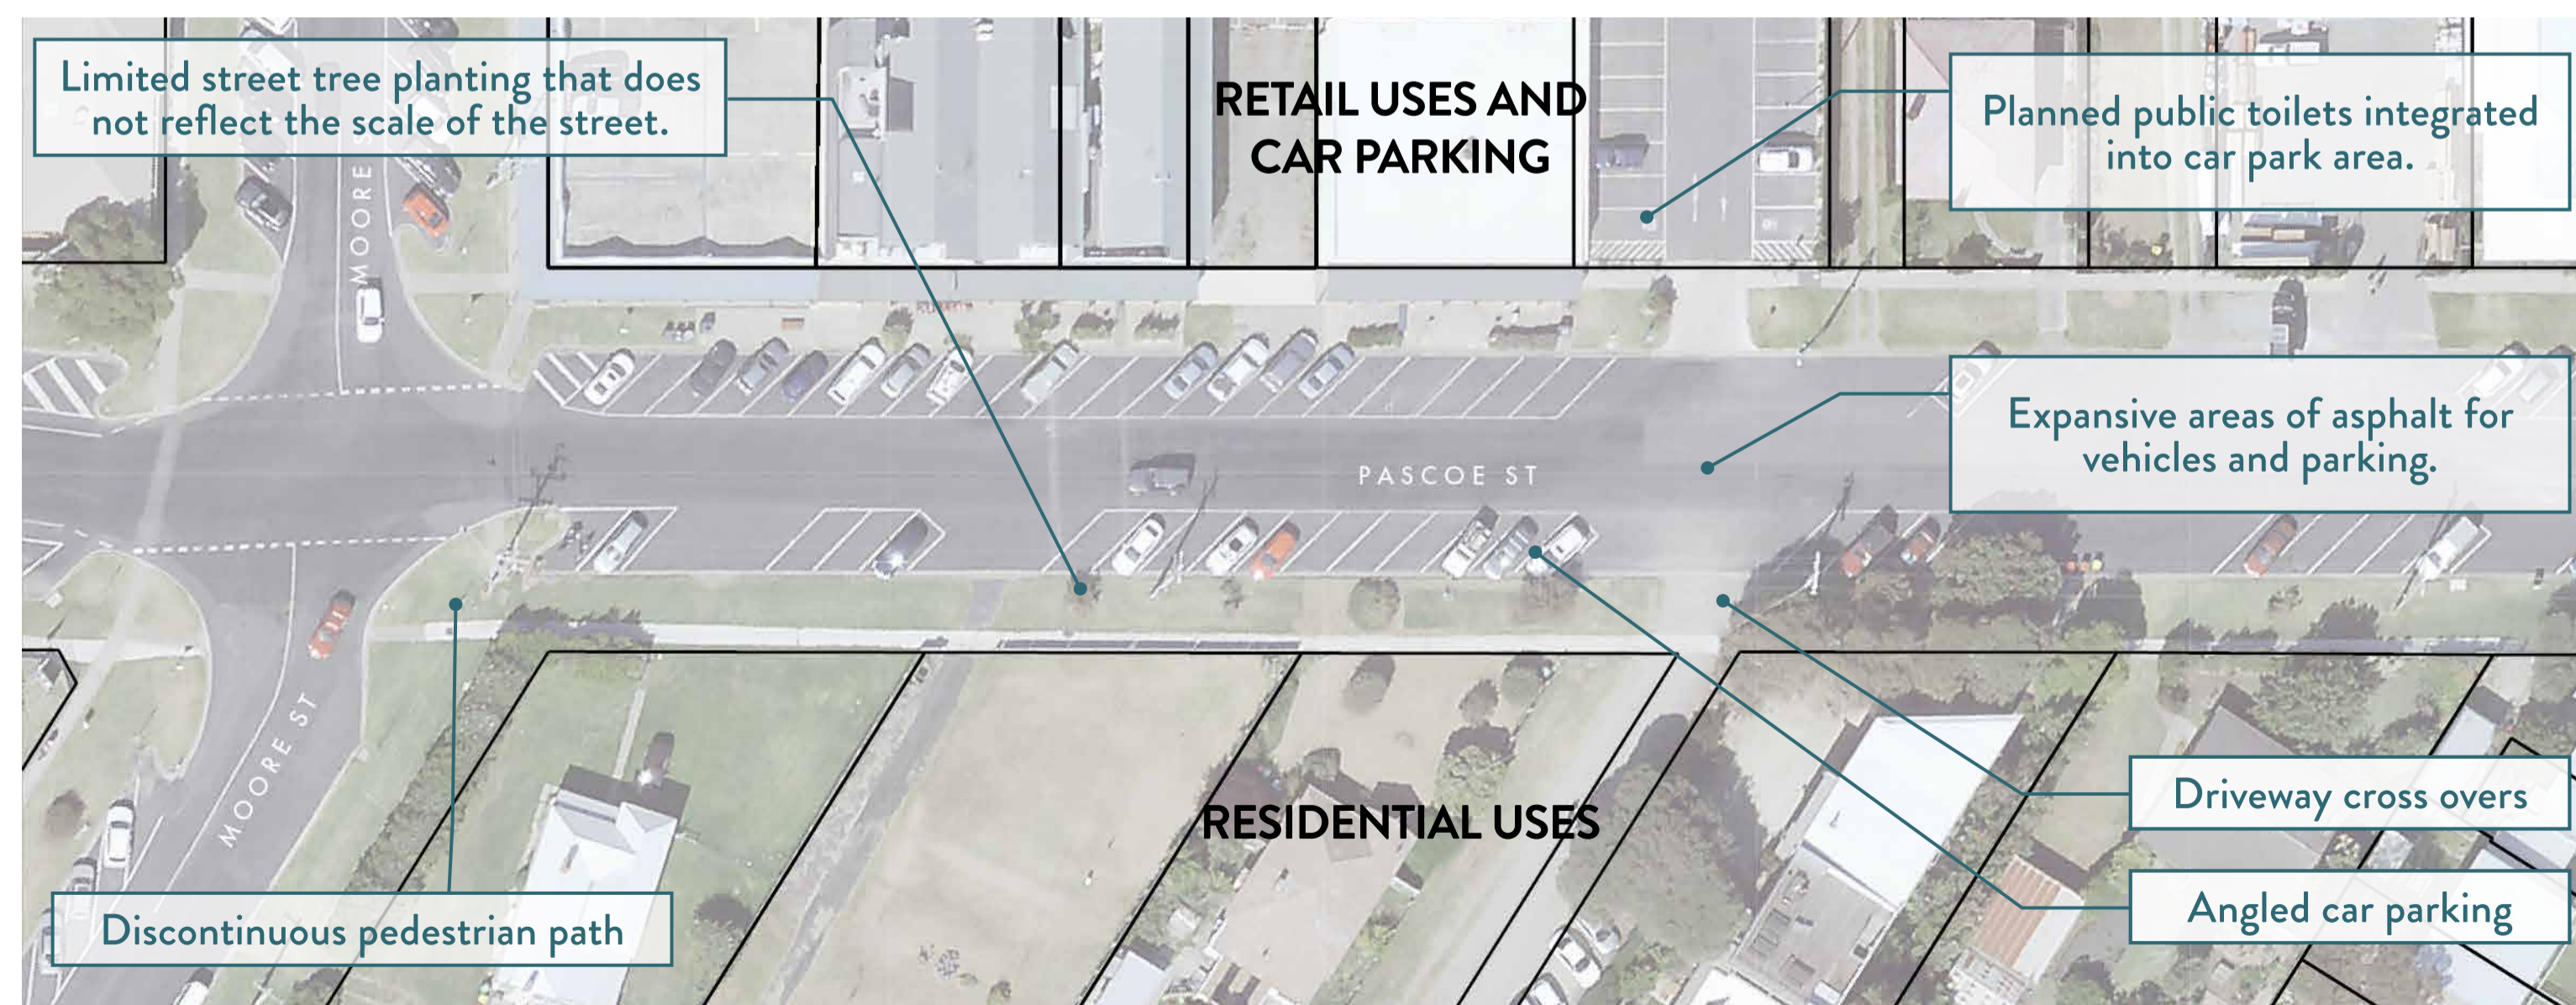 Limited street tree planting that does
not reflect the scale of the street.
RETAIL USES AND
CAR PARKING
Planned public toilets integrated
into car park area.
MOORE S
Expansive areas of asphalt for
vehicles and parking.
PASCOE ST
MOORE ST
RESIDENTIAL USES
Driveway cross overs
Angled car parking
Discontinuous pedestrian path